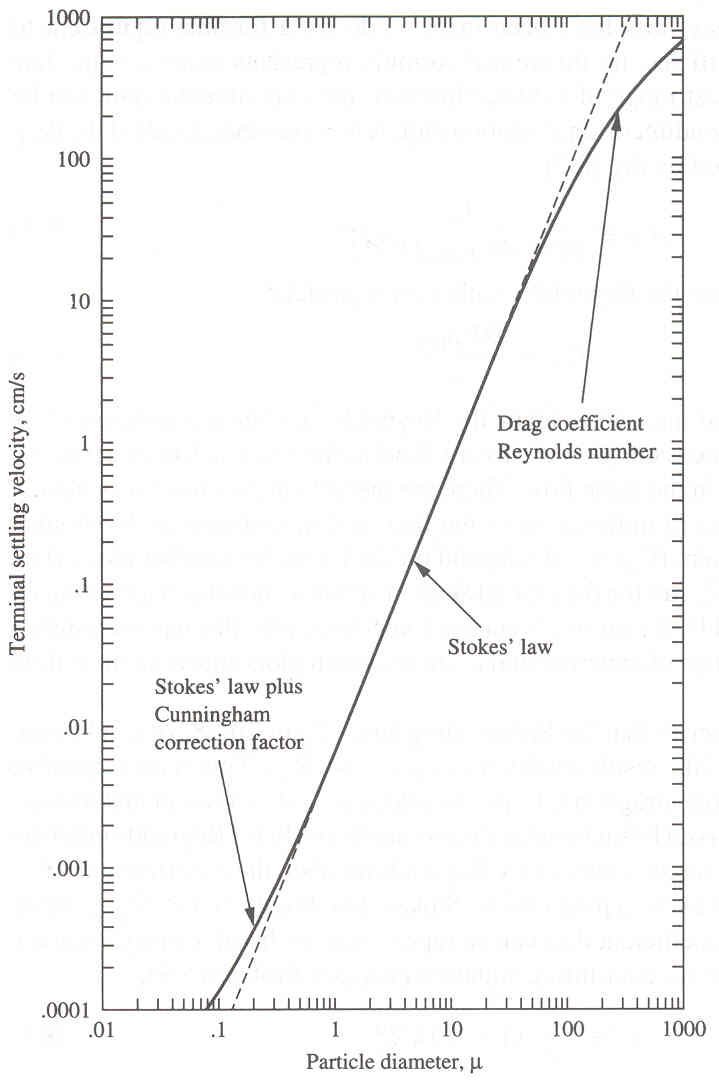 1000
100
10
1
.1
.01
.001
.0001
Terminal settling velocity, cm/s
Drag coefficient
Reynolds number
Stokes' law
Stokes' law plus
Cunningham
correction factor
.01
.1
1
10
100
1000
Particle diameter, μ